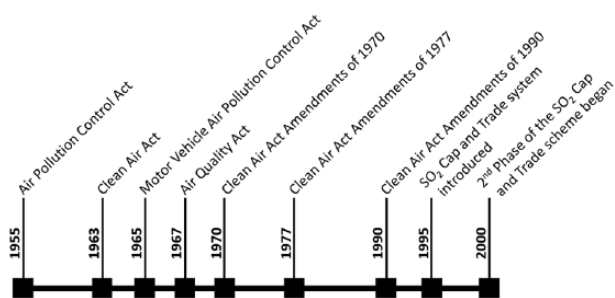 Air Pollution Control Act
Clean Air Act
Motor Vehicle Air Pollution Control Act
Air Quality Act
Clean Air Act Amendments of 1970
Clean Air Act Amendments of 1977
Clean Air Act Amendments of 1990
SO₂ Cap and Trade system
introduced
2ⁿᵈ Phase of the SO₂ Cap
and Trade scheme began
1955
1963
1965
1967
1970
1977
1990
1995
2000